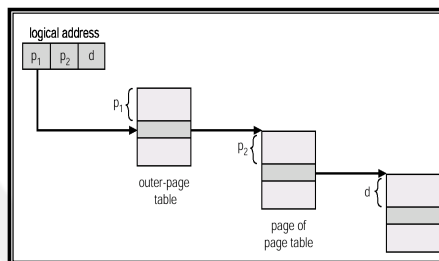 logical address
p1 p2 d
p1
outer-page
table
p2
page of
page table
d